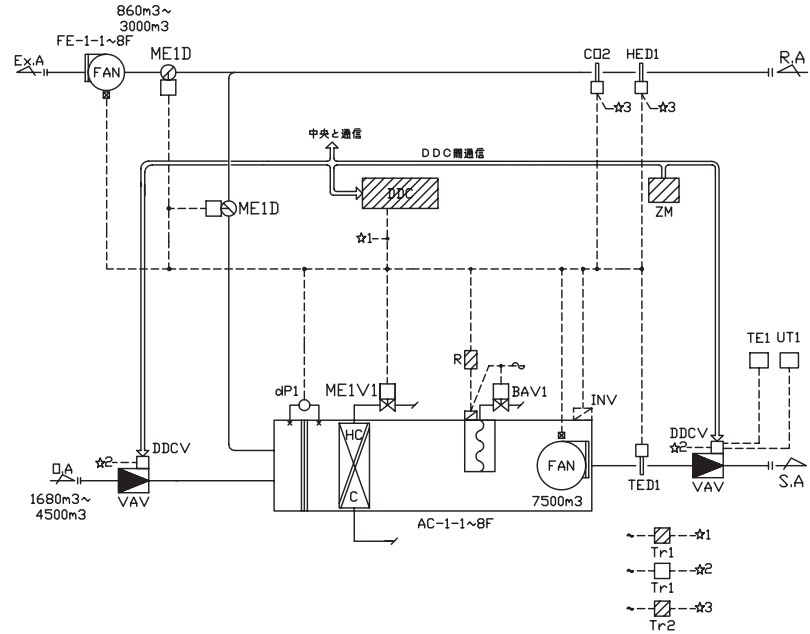 860m3~
3000m3
FE-1-1~8F
ME1D
CO2
HED1
Ex.A
FAN
R.A
☆3
☆3
中央と通信
DDC間通信
DDC
ZM
ME1D
☆1
TE1
UT1
R
dP1
ME1V1
BAV1
INV
DDCV
DDCV
☆2
☆2
HC
C
FAN
O.A
VAV
TED1
VAV
S.A
1680m3~
4500m3
7500m3
AC-1-1~8F
~
☆1
Tr1
~
☆2
Tr1
~
☆3
Tr2